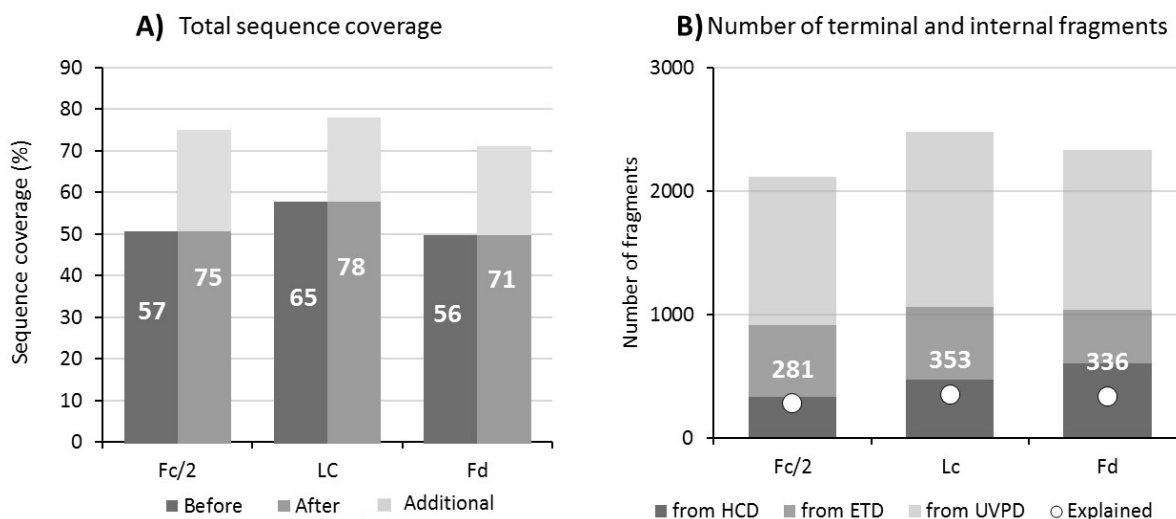 A) Total sequence coverage
Sequence coverage (%)
90
80
70
60
50
40
30
20
10
0
57
75
65
78
56
71
Fc/2 LC Fd
Before After Additional
B) Number of terminal and internal fragments
Number of fragments
3000
2000
1000
0
281
353
336
Fc/2 Lc Fd
from HCD from ETD from UVPD Explained